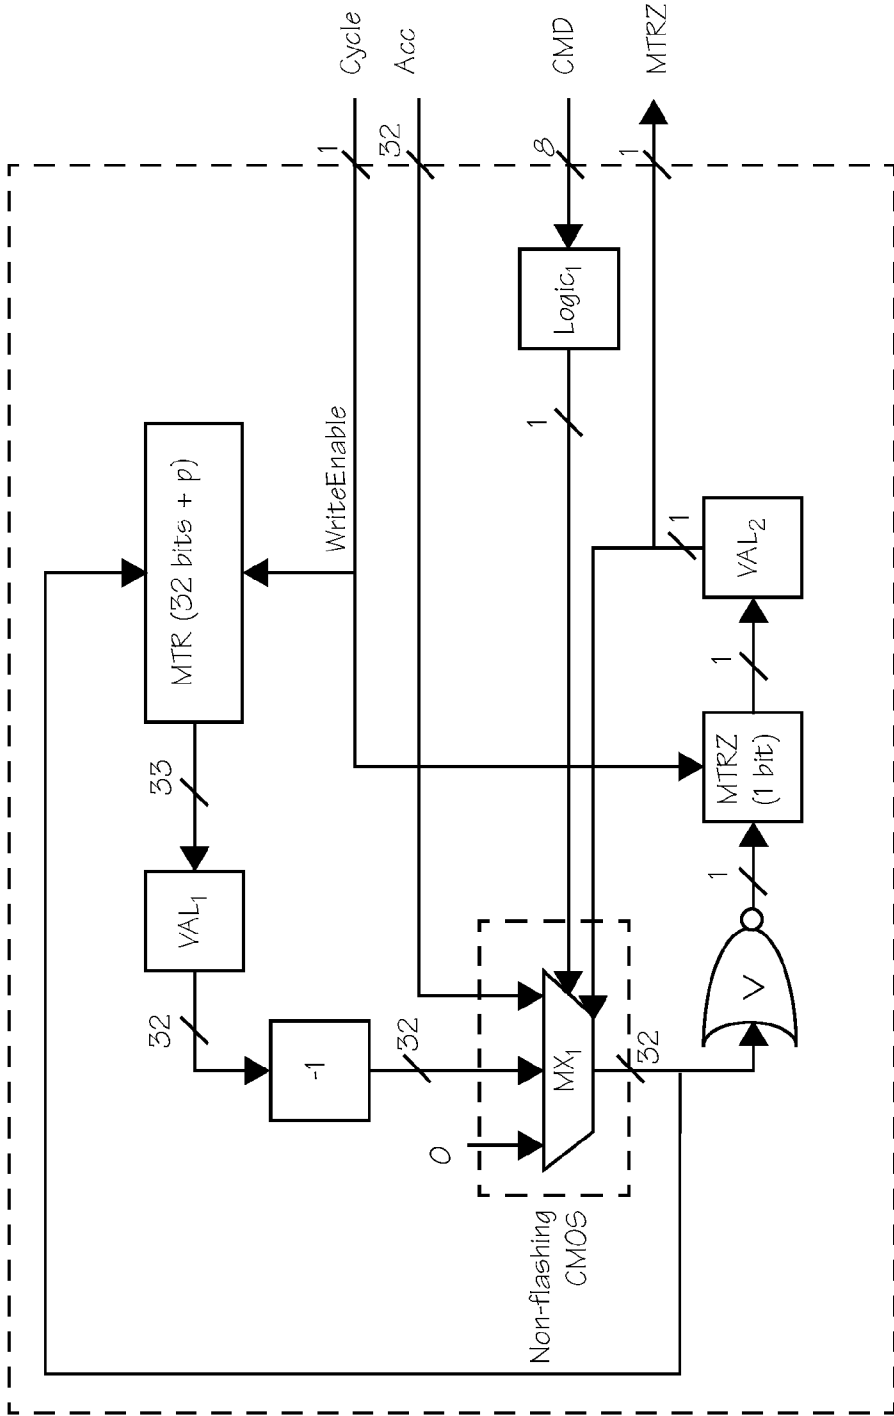 Cycle
Acc
CMD
MTRZ
1
32
8
1
Logic₁
1
WriteEnable
MTR (32 bits + p)
33
VAL₁
32
-1
32
0
MX₁
32
Non-flashing
CMOS
V
1
MTRZ
(1 bit)
1
VAL₂
1